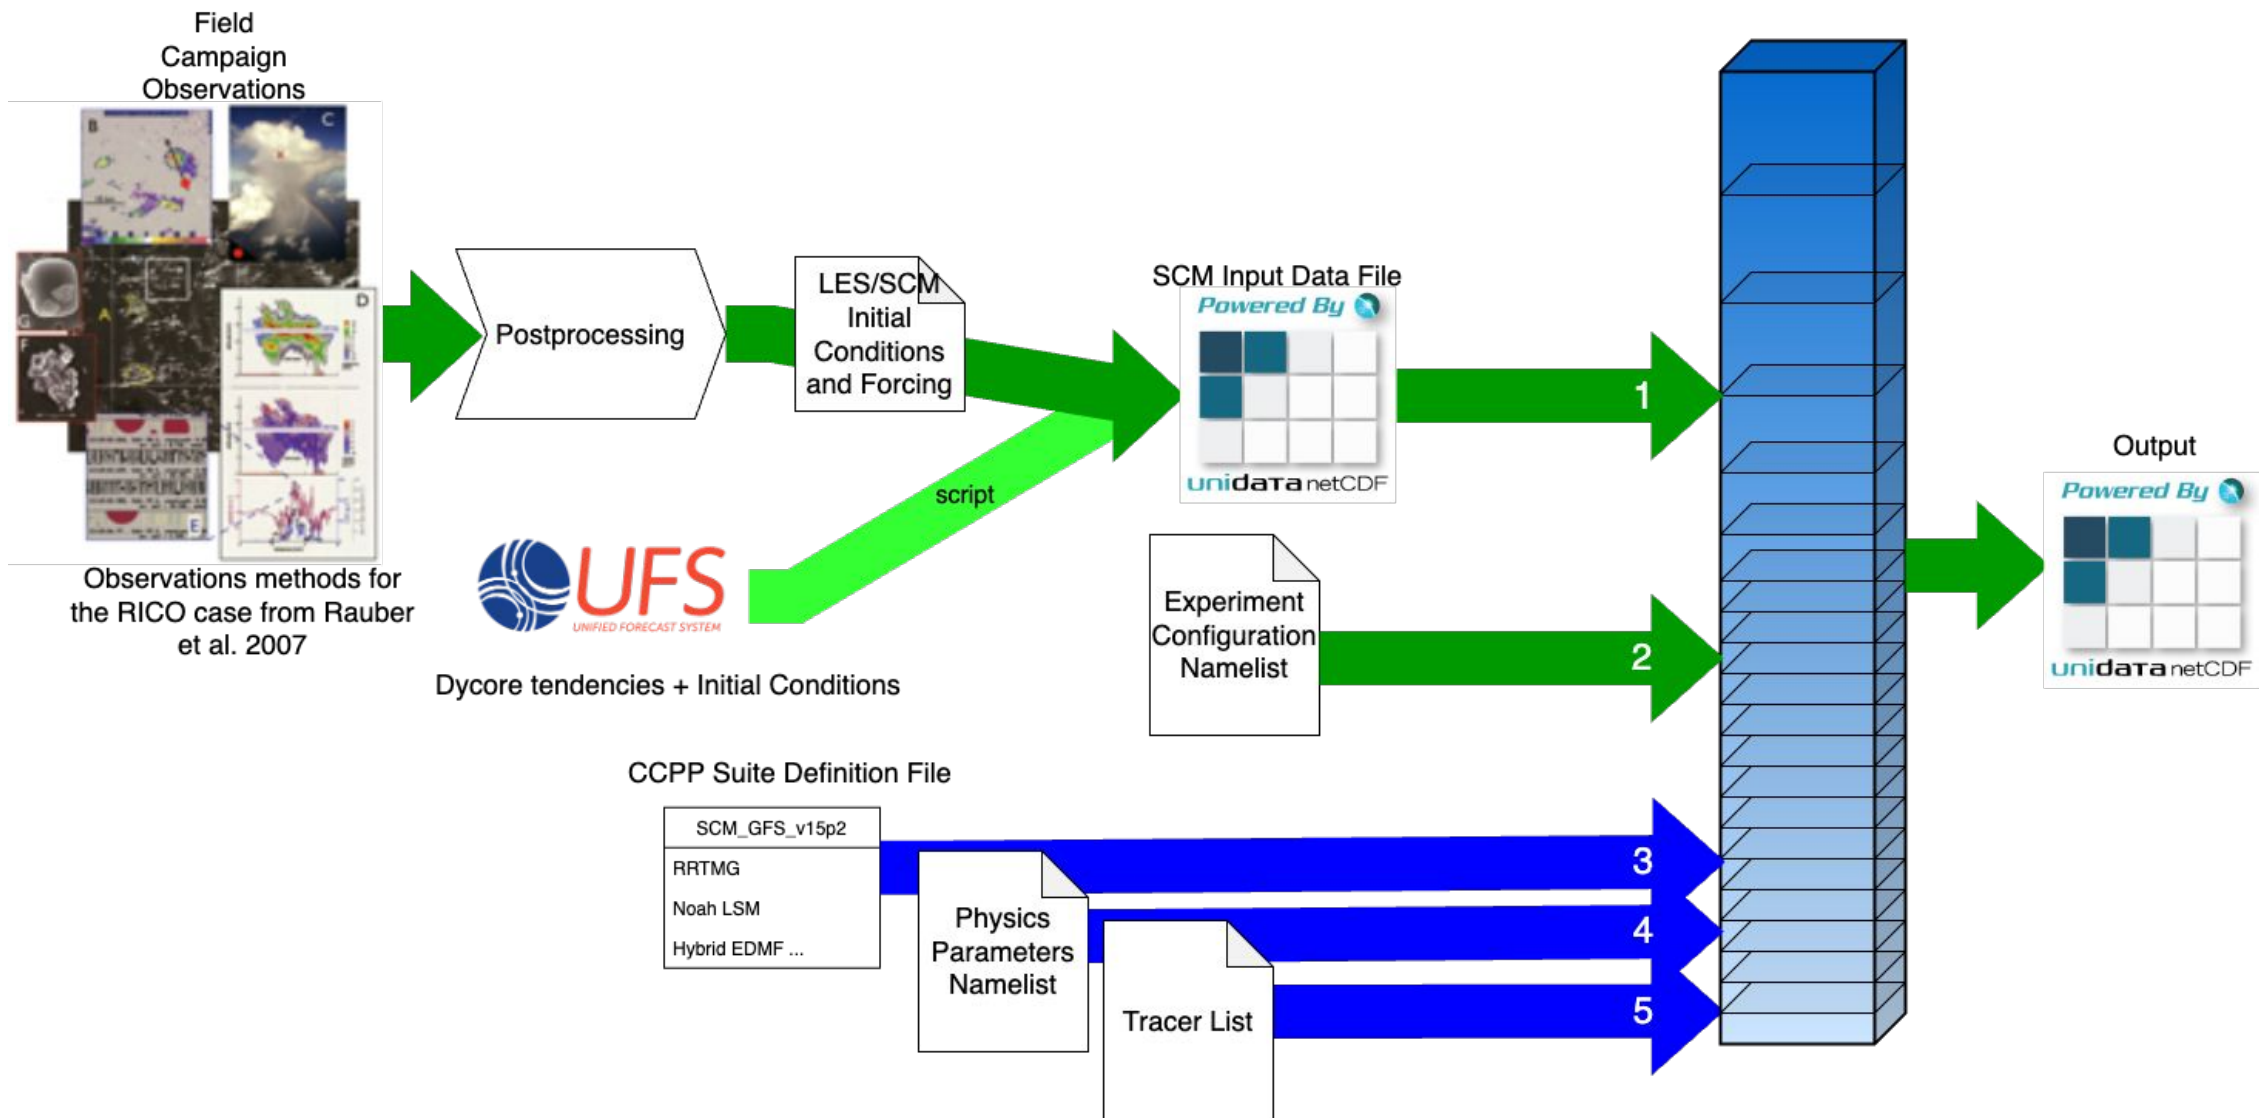 Field
Campaign
Observations
B
C
D
G
A
F
E
Observations methods for
the RICO case from Rauber
et al. 2007
Postprocessing
LES/SCM
Initial
Conditions
and Forcing
script
UFS
UNIFIED FORECAST SYSTEM
Dycore tendencies + Initial Conditions
SCM Input Data File
Powered By
unidata netCDF
1
Experiment
Configuration
Namelist
2
CCPP Suite Definition File
SCM_GFS_v15p2
RRTMG
Noah LSM
Hybrid EDMF ...
3
Physics
Parameters
Namelist
4
Tracer List
5
Output
Powered By
unidata netCDF